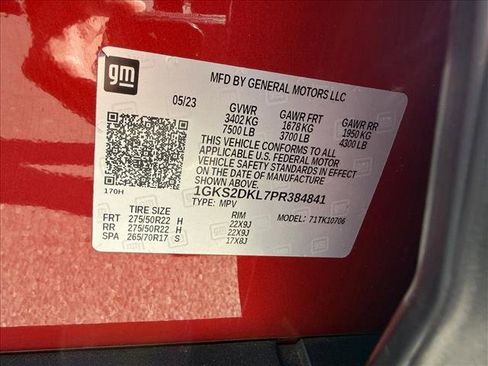 gm
MFD BY GENERAL MOTORS LLC
05/23 GVWR GAWR FRT GAWR RR
3402 KG 1678 KG 1950 KG
7500 LB 3700 LB 4300 LB
THIS VEHICLE CONFORMS TO ALL
APPLICABLE U.S. FEDERAL MOTOR
VEHICLE SAFETY STANDARDS IN EFFECT
ON THE DATE OF MANUFACTURE
SHOWN ABOVE.
170H
1GKS2DKL7PR384841
TYPE: MPV MODEL: 71TK10706
TIRE SIZE RIM
FRT 275/50R22 H 22X9J
RR 275/50R22 H 22X9J
SPA 265/70R17 S 17X8J